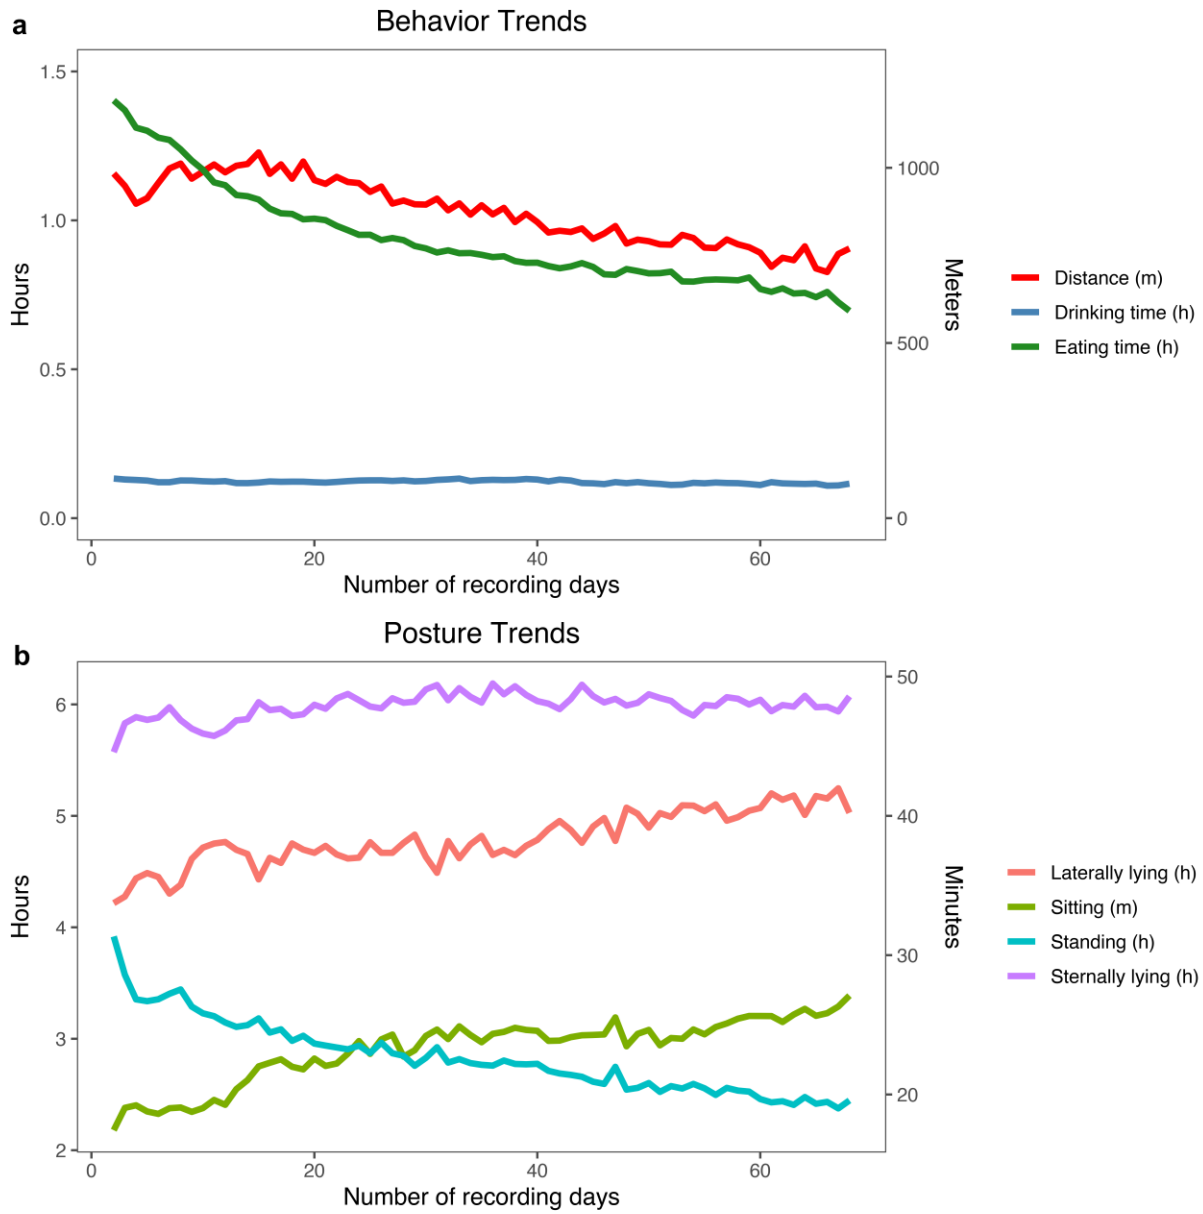 a
Behavior Trends
1.5
1.0
0.5
0.0
Hours
1000
500
0
Meters
Distance (m)
Drinking time (h)
Eating time (h)
0 20 40 60
Number of recording days
b
Posture Trends
6
5
4
3
2
Hours
50
40
30
20
Minutes
Laterally lying (h)
Sitting (m)
Standing (h)
Sternally lying (h)
0 20 40 60
Number of recording days